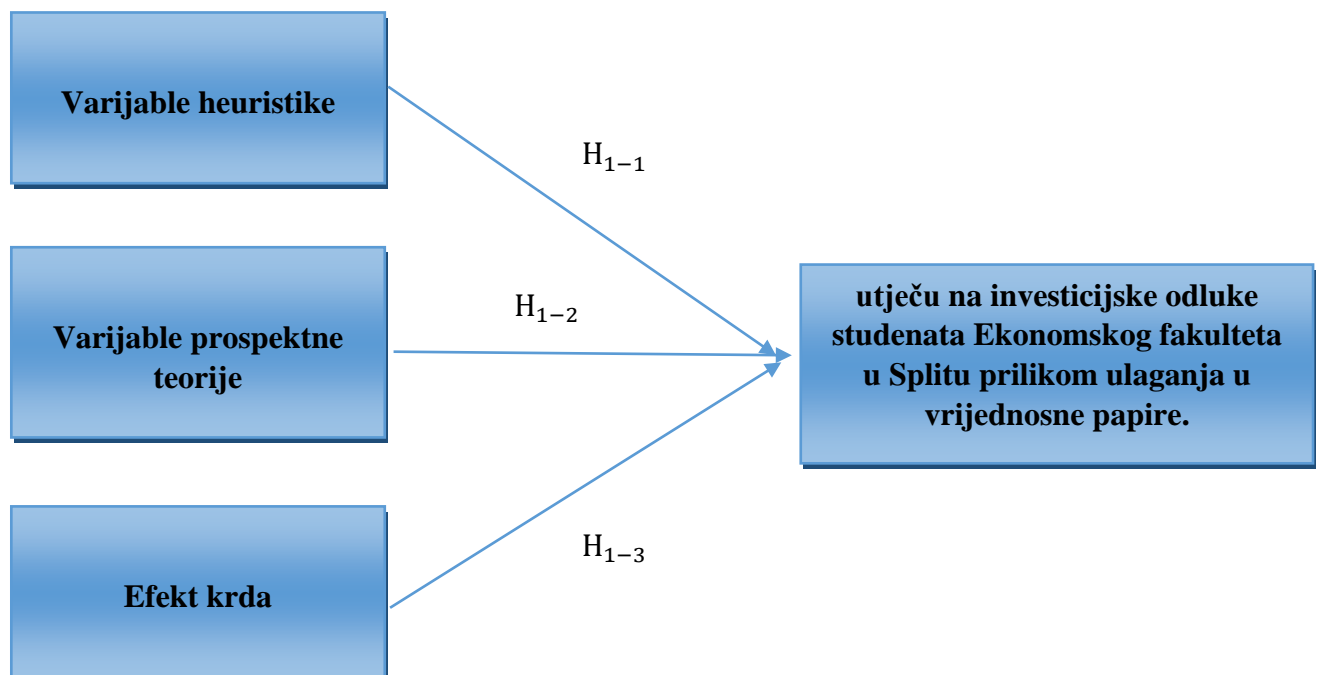 Varijable heuristike
H₁₋₁
Varijable prospektne
teorije
H₁₋₂
utječu na investicijske odluke
studenata Ekonomskog fakulteta
u Splitu prilikom ulaganja u
vrijednosne papire.
H₁₋₃
Efekt krda